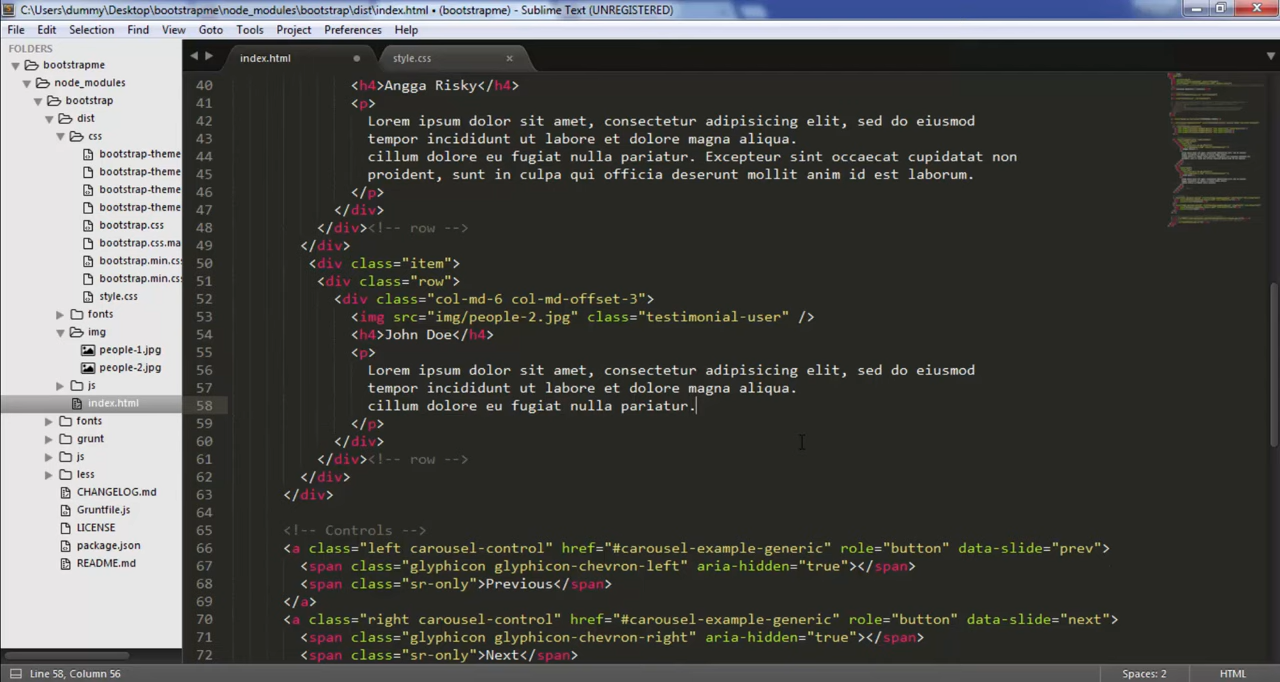 C:\Users\dummy\Desktop\bootstrapme\node_modules\bootstrap\dist\index.html • (bootstrapme) - Sublime Text (UNREGISTERED)
File Edit Selection Find View Goto Tools Project Preferences Help
FOLDERS
bootstrapme
node_modules
bootstrap
dist
css
bootstrap-theme
bootstrap-theme
bootstrap-theme
bootstrap-theme
bootstrap.css
bootstrap.css.ma
bootstrap.min.cs
bootstrap.min.css
style.css
fonts
img
people-1.jpg
people-2.jpg
js
index.html
fonts
grunt
js
less
CHANGELOG.md
Gruntfile.js
LICENSE
package.json
README.md
index.html style.css
40 <h4>Angga Risky</h4>
41 <p>
42 Lorem ipsum dolor sit amet, consectetur adipisicing elit, sed do eiusmod
43 tempor incididunt ut labore et dolore magna aliqua.
44 cillum dolore eu fugiat nulla pariatur. Excepteur sint occaecat cupidatat non
45 proident, sunt in culpa qui officia deserunt mollit anim id est laborum.
46 </p>
47 </div>
48 </div><!-- row -->
49 </div>
50 <div class="item">
51 <div class="row">
52 <div class="col-md-6 col-md-offset-3">
53 <img src="img/people-2.jpg" class="testimonial-user" />
54 <h4>John Doe</h4>
55 <p>
56 Lorem ipsum dolor sit amet, consectetur adipisicing elit, sed do eiusmod
57 tempor incididunt ut labore et dolore magna aliqua.
58 cillum dolore eu fugiat nulla pariatur.
59 </p>
60 </div>
61 </div><!-- row -->
62 </div>
63 </div>
64
65 <!-- Controls -->
66 <a class="left carousel-control" href="#carousel-example-generic" role="button" data-slide="prev">
67 <span class="glyphicon glyphicon-chevron-left" aria-hidden="true"></span>
68 <span class="sr-only">Previous</span>
69 </a>
70 <a class="right carousel-control" href="#carousel-example-generic" role="button" data-slide="next">
71 <span class="glyphicon glyphicon-chevron-right" aria-hidden="true"></span>
72 <span class="sr-only">Next</span>
Line 58, Column 56 Spaces: 2 HTML